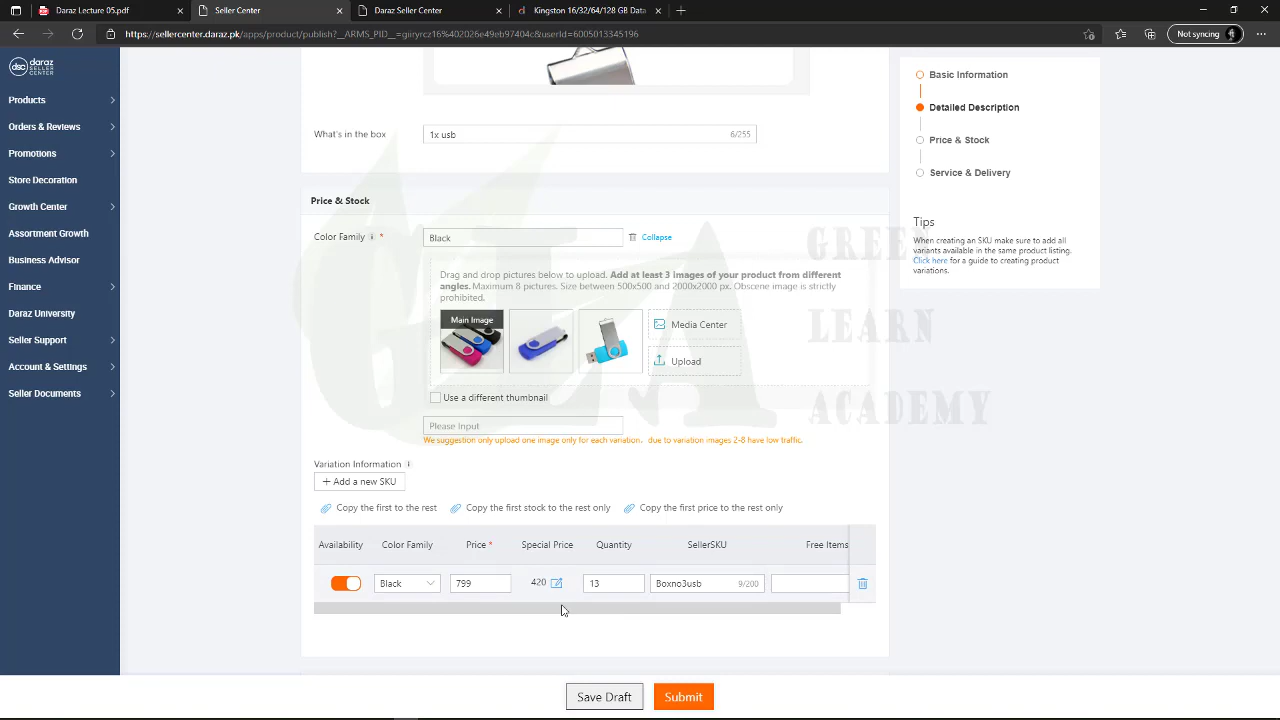 Daraz Lecture 05.pdf
Seller Center
Daraz Seller Center
Kingston 16/32/64/128 GB Data
https://sellercenter.daraz.pk/apps/product/publish?__ARMS_PID__=girycz16%402026e49eb97404c&userId=6005013345196
Not syncing
dsc daraz SELLER CENTER
Products
Orders & Reviews
Promotions
Store Decoration
Growth Center
Assortment Growth
Business Advisor
Finance
Daraz University
Seller Support
Account & Settings
Seller Documents
What's in the box
1x usb
6/255
Price & Stock
Color Family *
Black
Collapse
Drag and drop pictures below to upload. Add at least 3 images of your product from different
angles. Maximum 8 pictures. Size between 500x500 and 2000x2000 px. Obscene image is strictly
prohibited.
Main Image
Media Center
Upload
Use a different thumbnail
Please Input
We suggestion only upload one image only for each variation, due to variation images 2-8 have low traffic.
Variation Information
+ Add a new SKU
Copy the first to the rest
Copy the first stock to the rest only
Copy the first price to the rest only
Availability
Color Family
Price *
Special Price
Quantity
SellerSKU
Free Items
Black
799
420
13
Boxno3usb
9/200
Save Draft
Submit
Basic Information
Detailed Description
Price & Stock
Service & Delivery
Tips
When creating an SKU make sure to add all
variants available in the same product listing.
Click here for a guide to creating product
variations.
GLA
GREEN
LEARN
ACADEMY